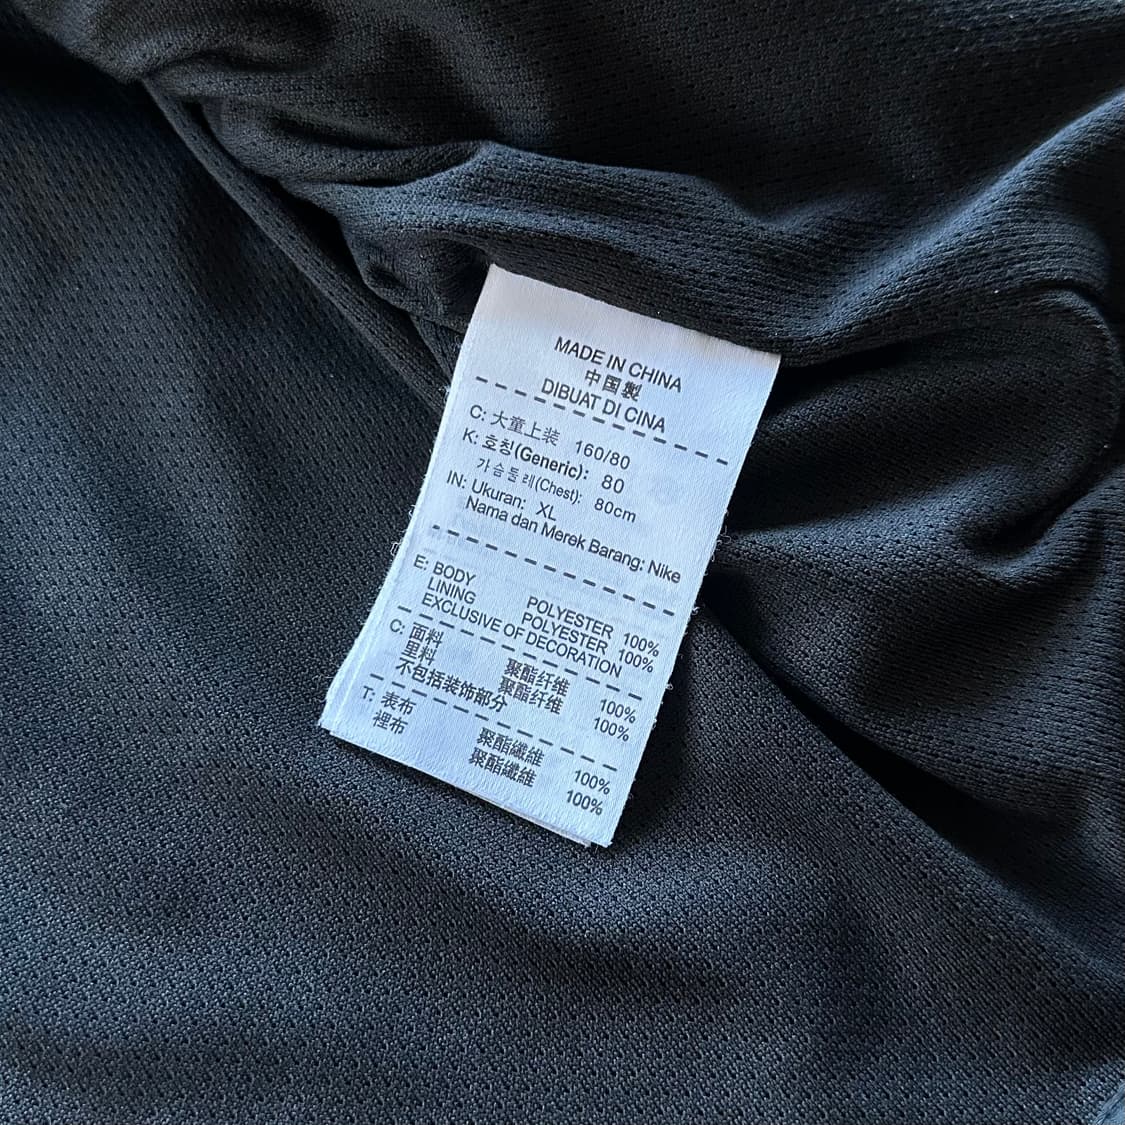 MADE IN CHINA
中国製
DIBUAT DI CINA
C: 大童上装 160/80
K: 호칭(Generic): 80
가슴둘레(Chest): 80cm
IN: Ukuran: XL
Nama dan Merek Barang: Nike
E: BODY POLYESTER 100%
LINING POLYESTER 100%
EXCLUSIVE OF DECORATION
C: 面料 聚酯纤维 100%
里料 聚酯纤维 100%
不包括装饰部分
T: 表布 聚酯纖維 100%
裡布 聚酯纖維 100%